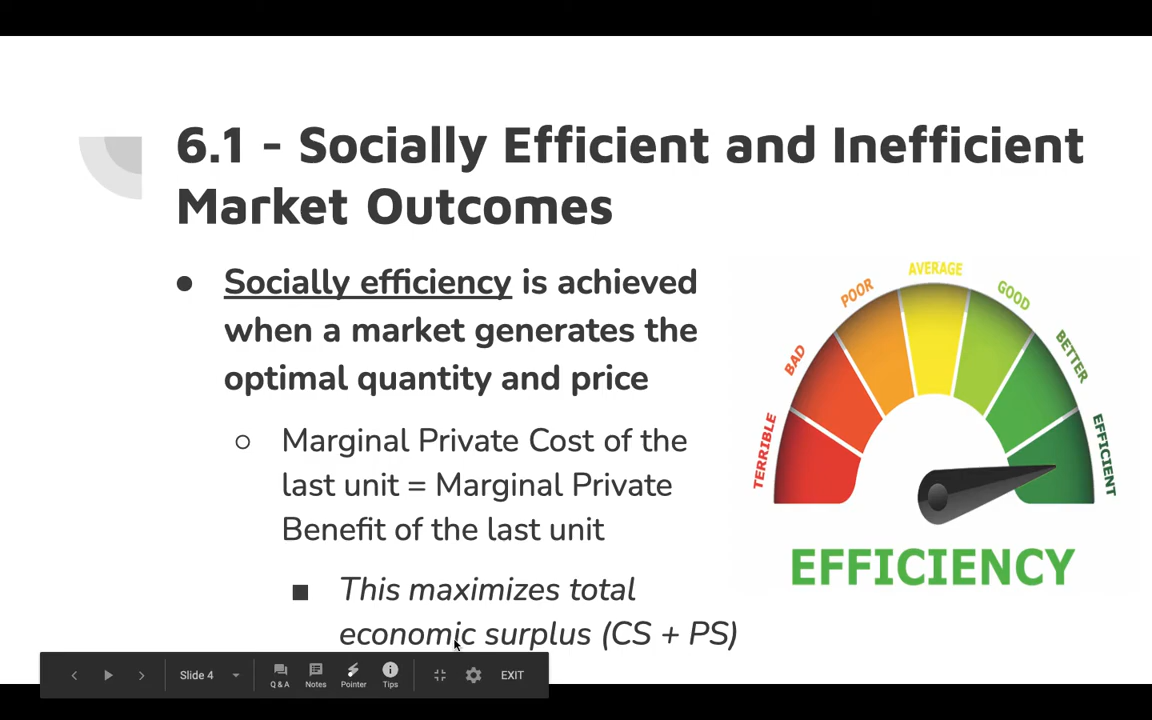 6.1 - Socially Efficient and Inefficient
Market Outcomes
● Socially efficiency is achieved
when a market generates the
optimal quantity and price
○ Marginal Private Cost of the
last unit = Marginal Private
Benefit of the last unit
■ This maximizes total
economic surplus (CS + PS)
TERRIBLE
BAD
POOR
AVERAGE
GOOD
BETTER
EFFICIENT
EFFICIENCY
Slide 4
Q & A
Notes
Pointer
Tips
EXIT